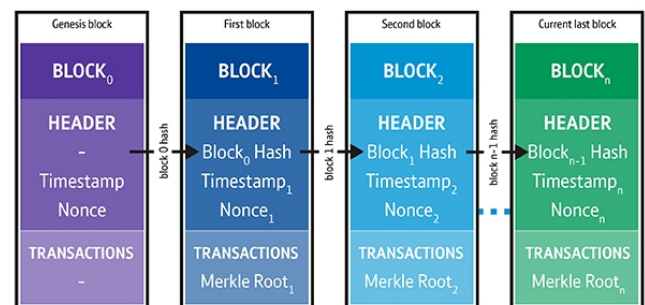 Genesis block
BLOCK₀
HEADER
-
Timestamp
Nonce
TRANSACTIONS
-
block 0 hash
First block
BLOCK₁
HEADER
Block₀ Hash
Timestamp₁
Nonce₁
TRANSACTIONS
Merkle Root₁
block 1 hash
Second block
BLOCK₂
HEADER
Block₁ Hash
Timestamp₂
Nonce₂
TRANSACTIONS
Merkle Root₂
block n-1 hash
Current last block
BLOCKₙ
HEADER
Blockₙ₋₁ Hash
Timestampₙ
Nonceₙ
TRANSACTIONS
Merkle Rootₙ